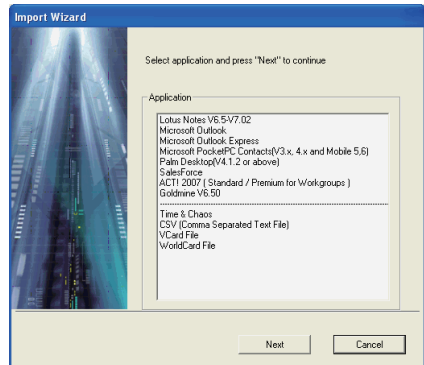 Import Wizard
Select application and press "Next" to continue
Application
Lotus Notes V6.5-V7.02
Microsoft Outlook
Microsoft Outlook Express
Microsoft PocketPC Contacts(V3.x, 4.x and Mobile 5,6)
Palm Desktop(V4.1.2 or above)
SalesForce
ACT! 2007 ( Standard / Premium for Workgroups )
Goldmine V6.50
Time & Chaos
CSV (Comma Separated Text File)
VCard File
WorldCard File
Next Cancel